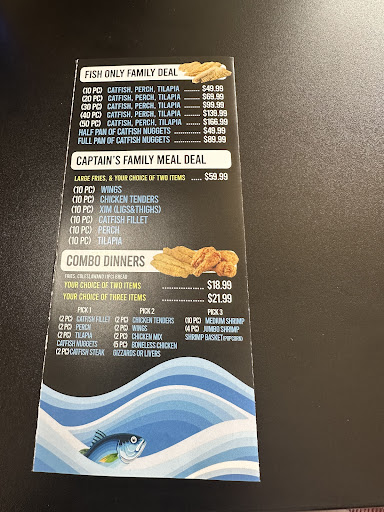 FISH ONLY FAMILY DEAL
(10 PC) CATFISH, PERCH, TILAPIA ...... $49.99
(20 PC) CATFISH, PERCH, TILAPIA ...... $69.99
(30 PC) CATFISH, PERCH, TILAPIA ...... $99.99
(40 PC) CATFISH, PERCH, TILAPIA ...... $139.99
(50 PC) CATFISH, PERCH, TILAPIA ...... $166.99
HALF PAN OF CATFISH NUGGETS .......... $49.99
FULL PAN OF CATFISH NUGGETS .......... $89.99
CAPTAIN'S FAMILY MEAL DEAL
LARGE FRIES, & YOUR CHOICE OF TWO ITEMS ..... $59.99
(10 PC) WINGS
(10 PC) CHICKEN TENDERS
(10 PC) XIM (LIGS&THIGHS)
(10 PC) CATFISH FILLET
(10 PC) PERCH
(10 PC) TILAPIA
COMBO DINNERS
YOUR CHOICE OF TWO ITEMS ............... $18.99
YOUR CHOICE OF THREE ITEMS ............ $21.99
PICK 1
(2 PC) CATFISH FILLET
(2 PC) PERCH
(2 PC) TILAPIA
CATFISH NUGGETS
(2 PC) CATFISH STEAK
PICK 2
(2 PC) CHICKEN TENDERS
(2 PC) WINGS
(2 PC) CHICKEN MIX
(5 PC) BONELESS CHICKEN
GIZZARDS OR LIVERS
PICK 3
(10 PC) MEDIUM SHRIMP
(4 PC) JUMBO SHRIMP
SHRIMP BASKET (POPCORN)